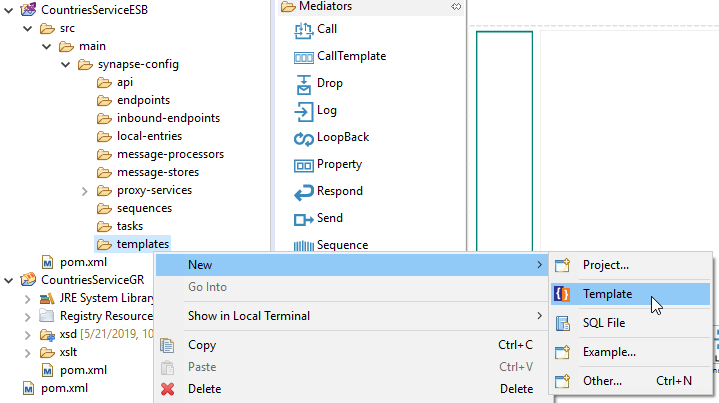 CountriesServiceESB
src
main
synapse-config
api
endpoints
inbound-endpoints
local-entries
message-processors
message-stores
proxy-services
sequences
tasks
templates
pom.xml
CountriesServiceGR
JRE System Library
Registry Resource
xsd [5/21/2019, 10
xslt
pom.xml
pom.xml
Mediators
Call
CallTemplate
Drop
Log
LoopBack
Property
Respond
Send
Sequence
New
Go Into
Show in Local Terminal
Copy Ctrl+C
Paste Ctrl+V
Delete Delete
Project...
Template
SQL File
Example...
Other... Ctrl+N